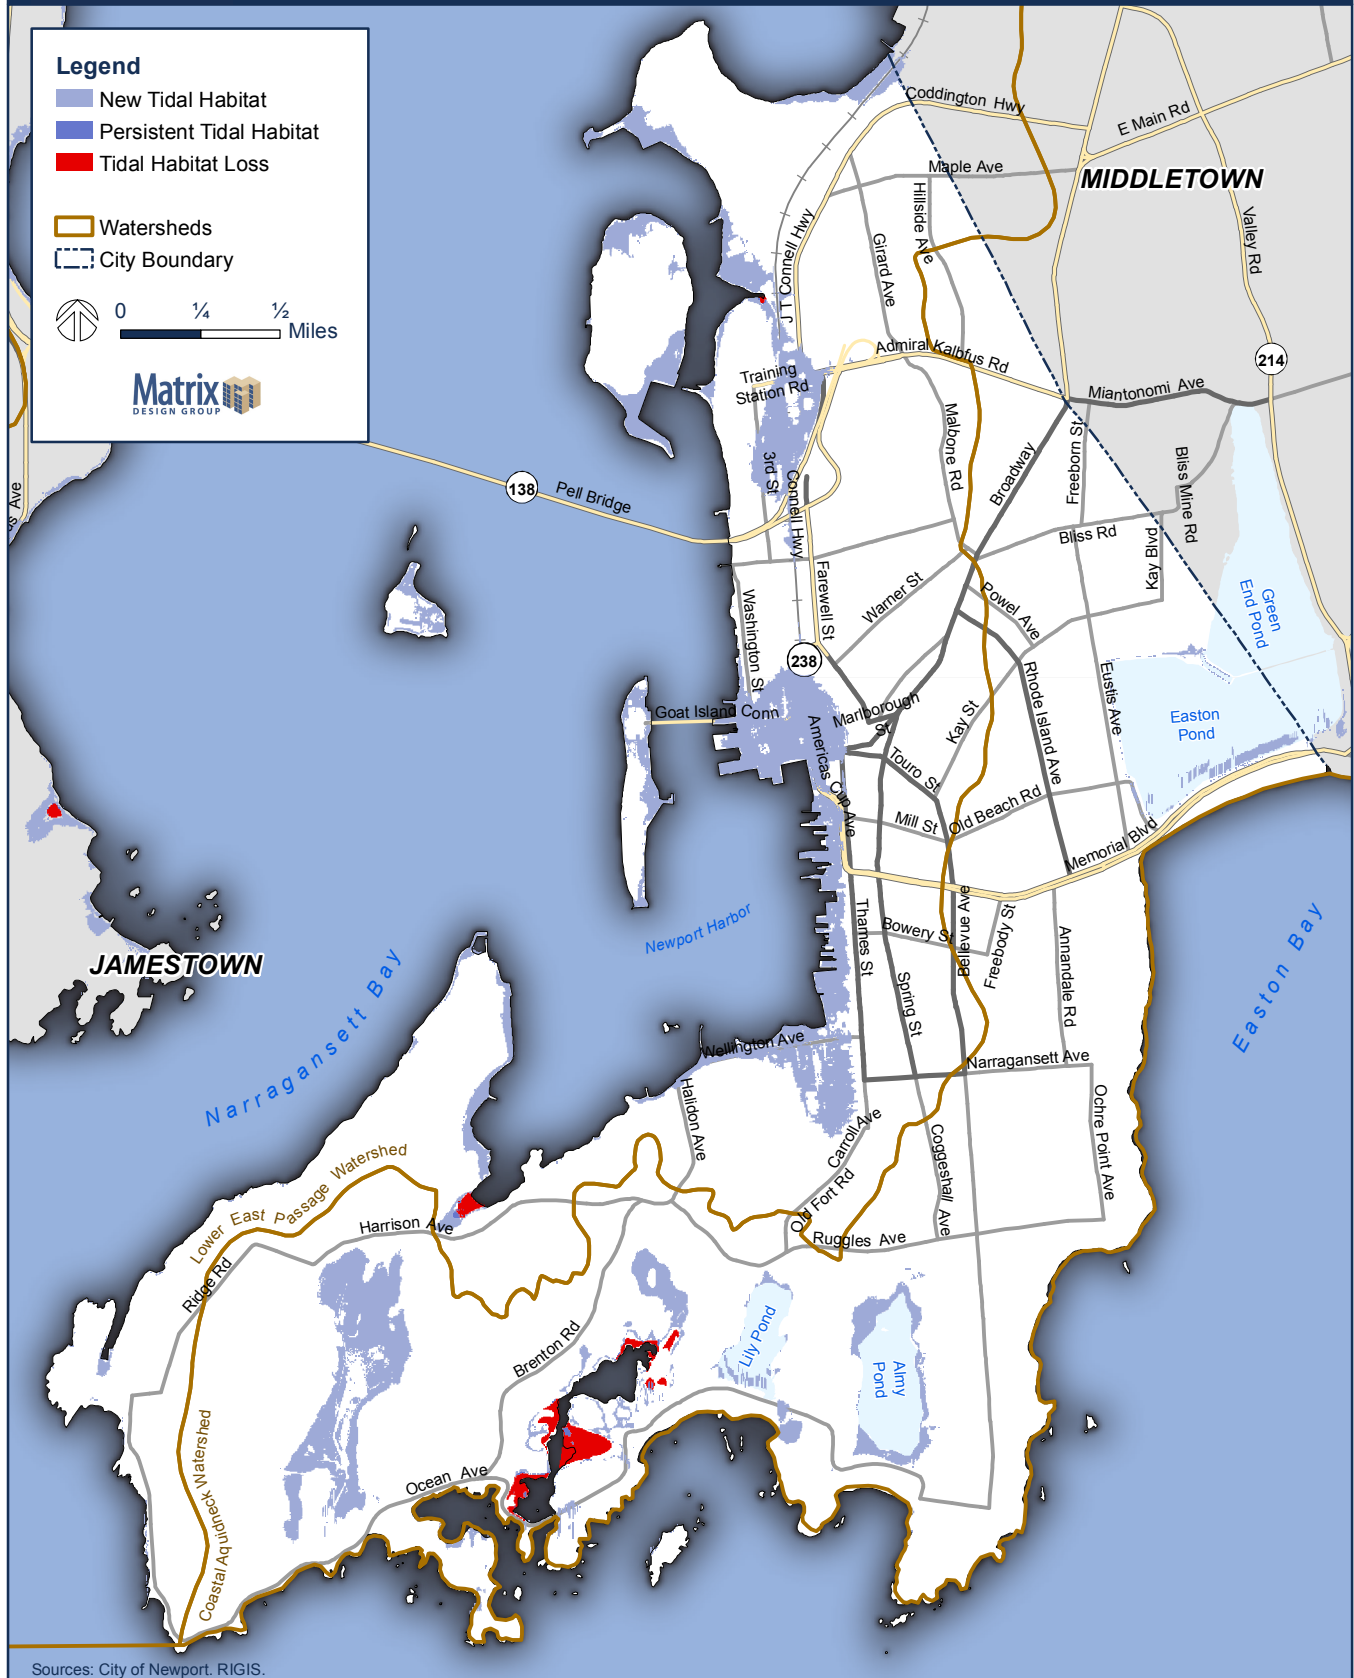 Legend
New Tidal Habitat
Persistent Tidal Habitat
Tidal Habitat Loss
Watersheds
City Boundary
0 ¼ ½
Miles
Matrix
DESIGN GROUP
Coddington Hwy
E Main Rd
Maple Ave
MIDDLETOWN
Hillside Ave
Girard Ave
Valley Rd
J T Connell Hwy
Admiral Kalbfus Rd
214
Training
Station Rd
Miantonomi Ave
Malbone Rd
Broadway
Freeborn St
Bliss Mine Rd
3rd St
Connell Hwy
138
Pell Bridge
Ave
Bliss Rd
Kay Blvd
Farewell St
Warner St
Powel Ave
Washington St
Green
End Pond
238
Rhode Island Ave
Eustis Ave
Goat Island Conn
Marlborough
St
Kay St
Easton
Pond
Americas Cup Ave
Touro St
Old Beach Rd
Mill St
Memorial Blvd
Newport Harbor
Thames St
Bowery St
Bellevue Ave
Freebody St
Annandale Rd
Easton Bay
JAMESTOWN
Narragansett Bay
Spring St
Wellington Ave
Narragansett Ave
Halidon Ave
Carroll Ave
Coggeshall Ave
Ochre Point Ave
Lower East Passage Watershed
Old Fort Rd
Harrison Ave
Ruggles Ave
Ridge Rd
Brenton Rd
Lily Pond
Almy
Pond
Coastal Aquidneck Watershed
Ocean Ave
Sources: City of Newport. RIGIS.